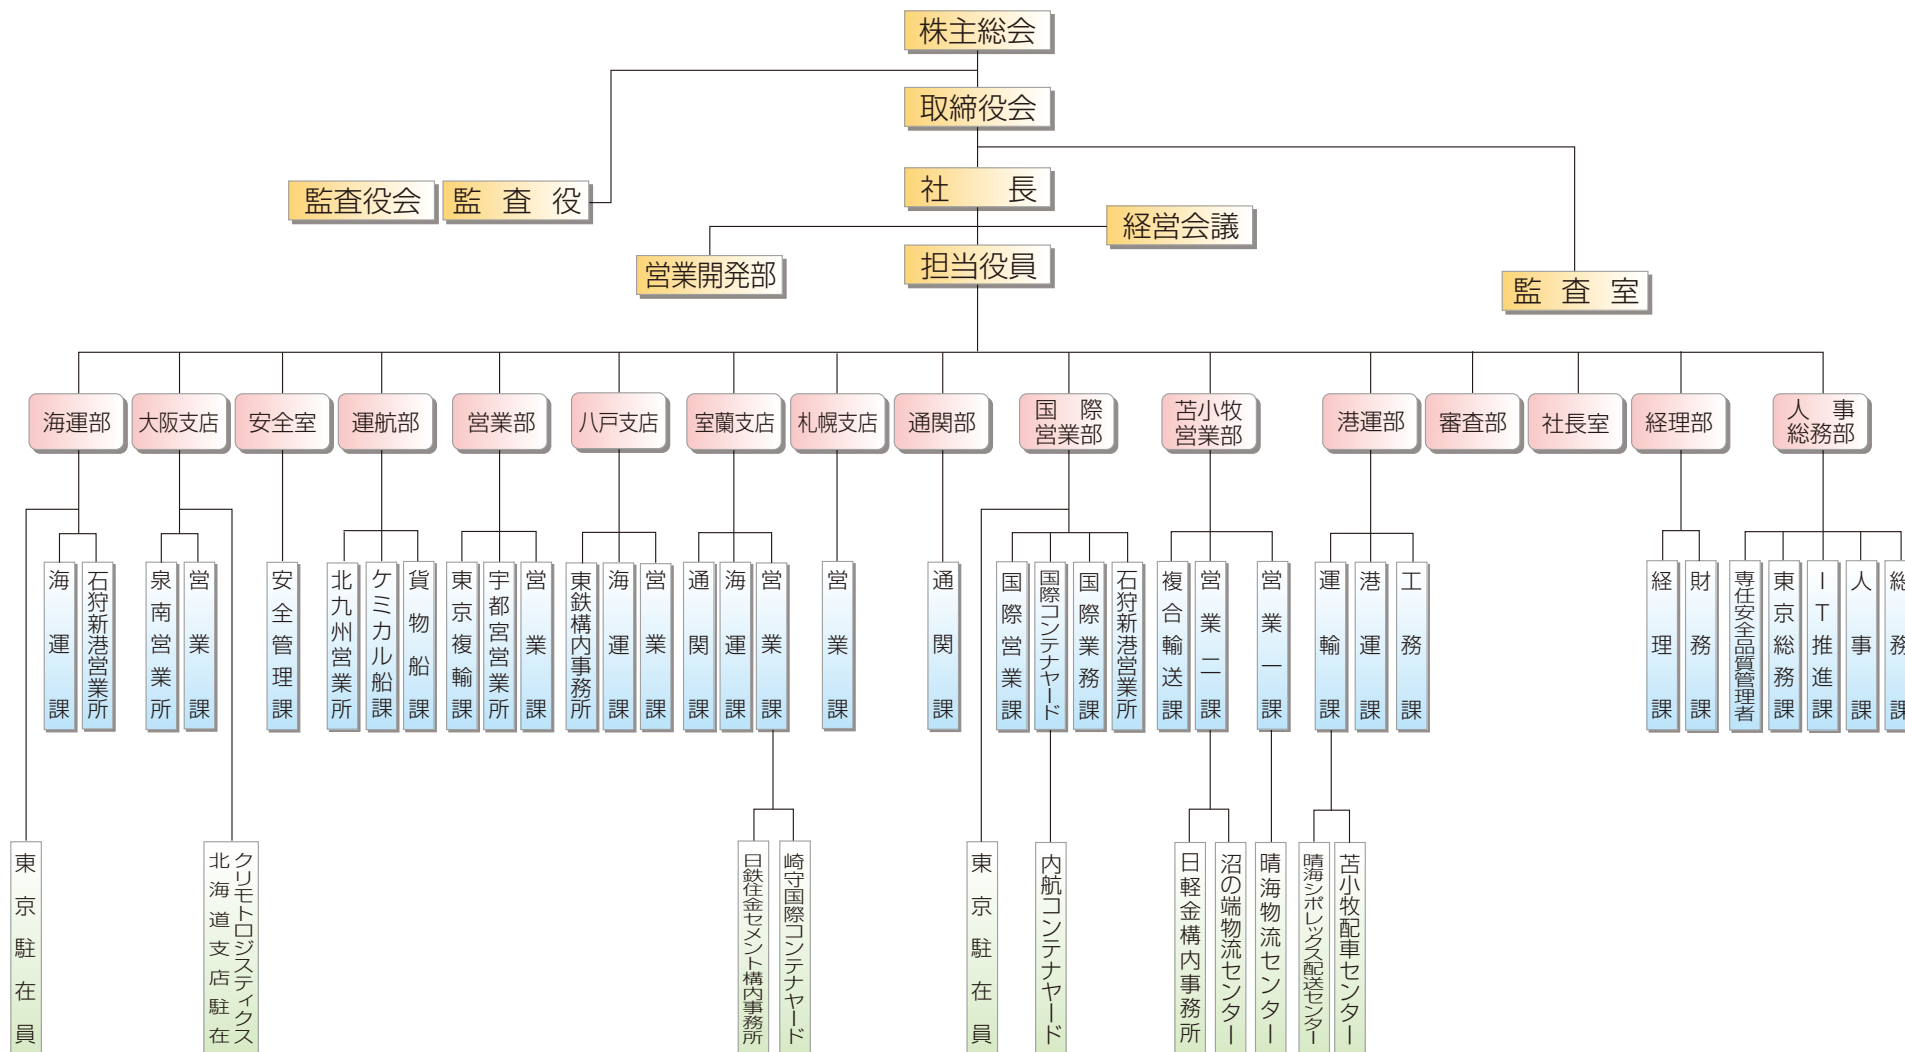 株主総会
取締役会
社長
監査役会
監査役
経営会議
営業開発部
担当役員
監査室
海運部
大阪支店
安全室
運航部
営業部
八戸支店
室蘭支店
札幌支店
通関部
国際
営業部
苫小牧
営業部
港運部
審査部
社長室
経理部
人事
総務部
海運課
石狩新港営業所
泉南営業所
営業課
安全管理課
北九州営業所
ケミカル船課
貨物船課
東京複輸課
宇都宮営業所
営業課
東鉄構内事務所
海運課
営業課
通関課
海運課
営業課
営業課
通関課
国際営業課
国際コンテナヤード
国際業務課
石狩新港営業所
複合輸送課
営業二課
営業一課
運輸課
港運課
工務課
経理課
財務課
専任安全品質管理者
東京総務課
IT推進課
人事課
総務課
東京駐在員
クリモトロジスティクス
北海道支店駐在
日鉄住金セメント構内事務所
崎守国際コンテナヤード
東京駐在員
内航コンテナヤード
日軽金構内事務所
沼の端物流センター
晴海物流センター
晴海シポレックス配送センター
苫小牧配車センター